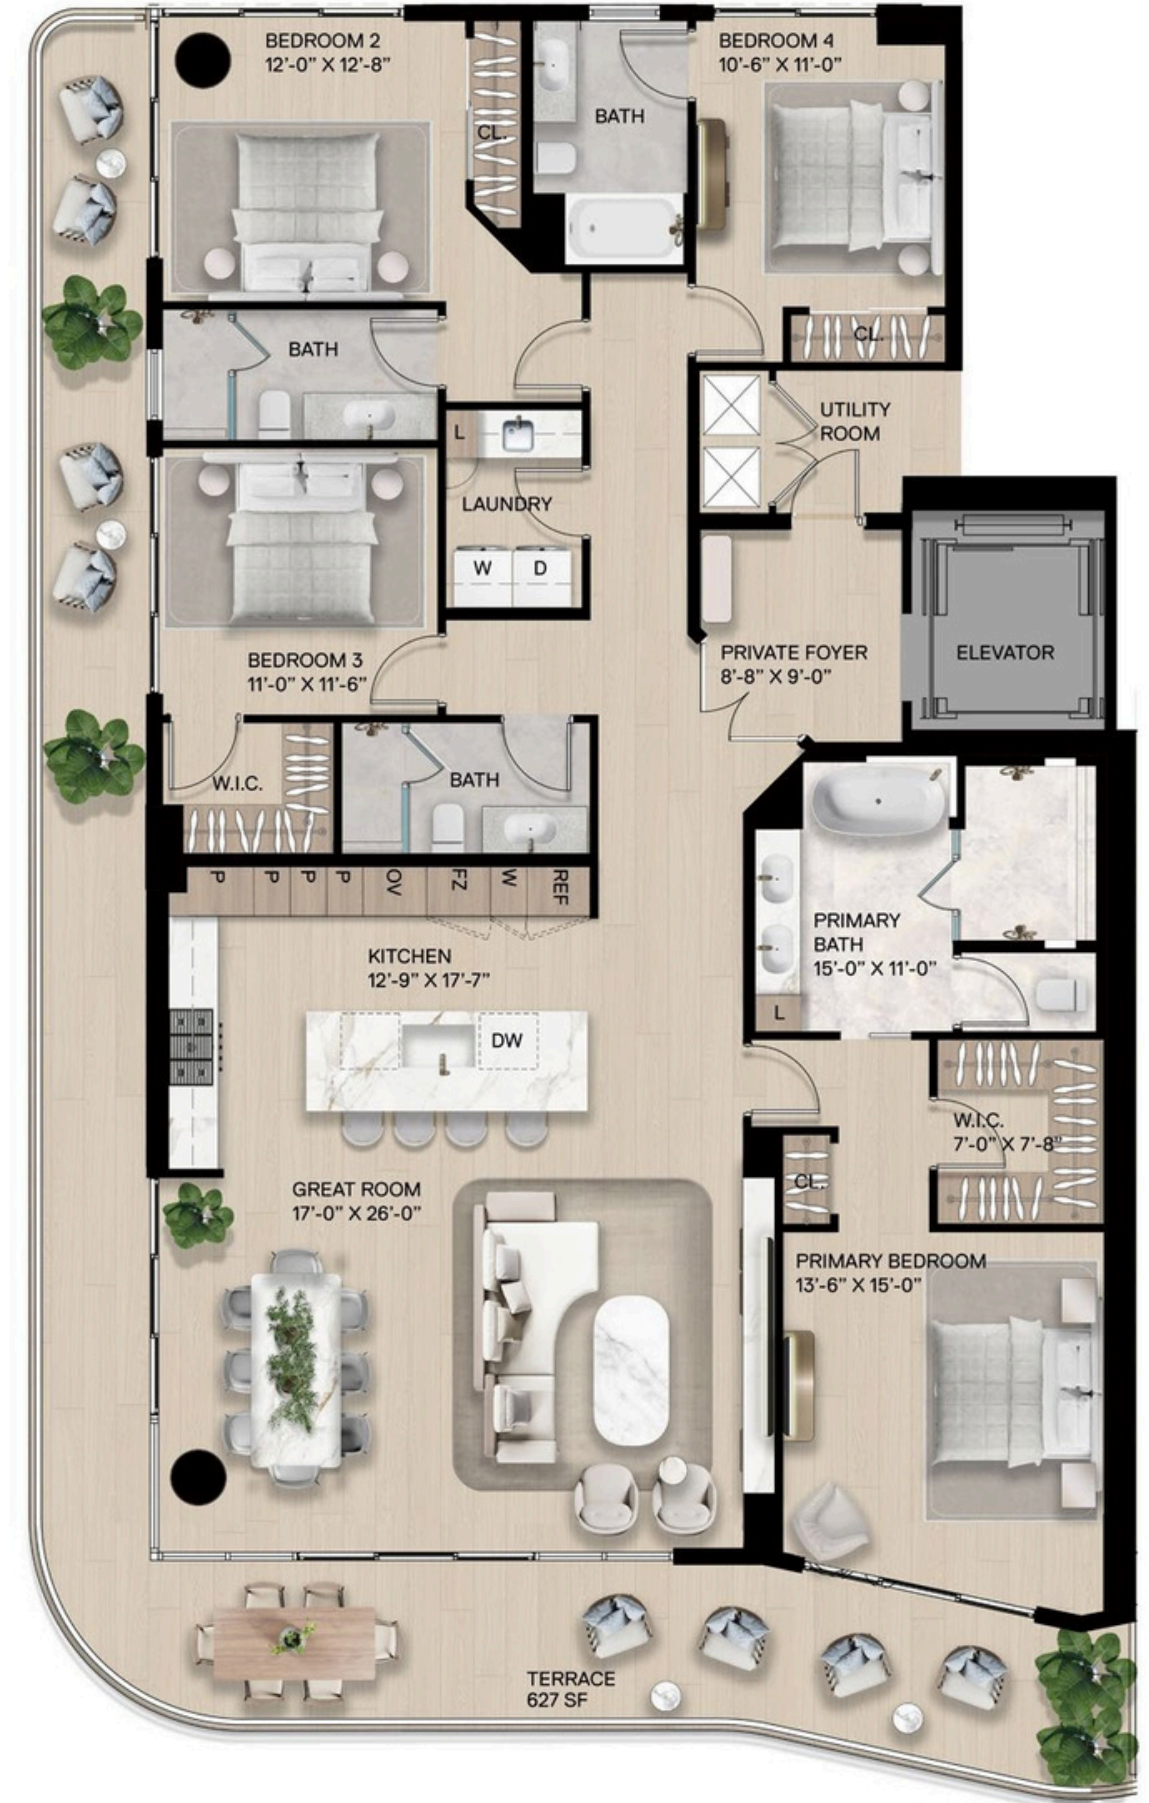 BEDROOM 2
12'-0" X 12'-8"
CL.
BATH
BEDROOM 4
10'-6" X 11'-0"
CL.
BATH
UTILITY
ROOM
L
LAUNDRY
W
D
BEDROOM 3
11'-0" X 11'-6"
PRIVATE FOYER
8'-8" X 9'-0"
ELEVATOR
W.I.C.
BATH
P
P
P
P
OV
FZ
W
REF
KITCHEN
12'-9" X 17'-7"
DW
PRIMARY
BATH
15'-0" X 11'-0"
L
W.I.C.
7'-0" X 7'-8"
CL.
GREAT ROOM
17'-0" X 26'-0"
PRIMARY BEDROOM
13'-6" X 15'-0"
TERRACE
627 SF